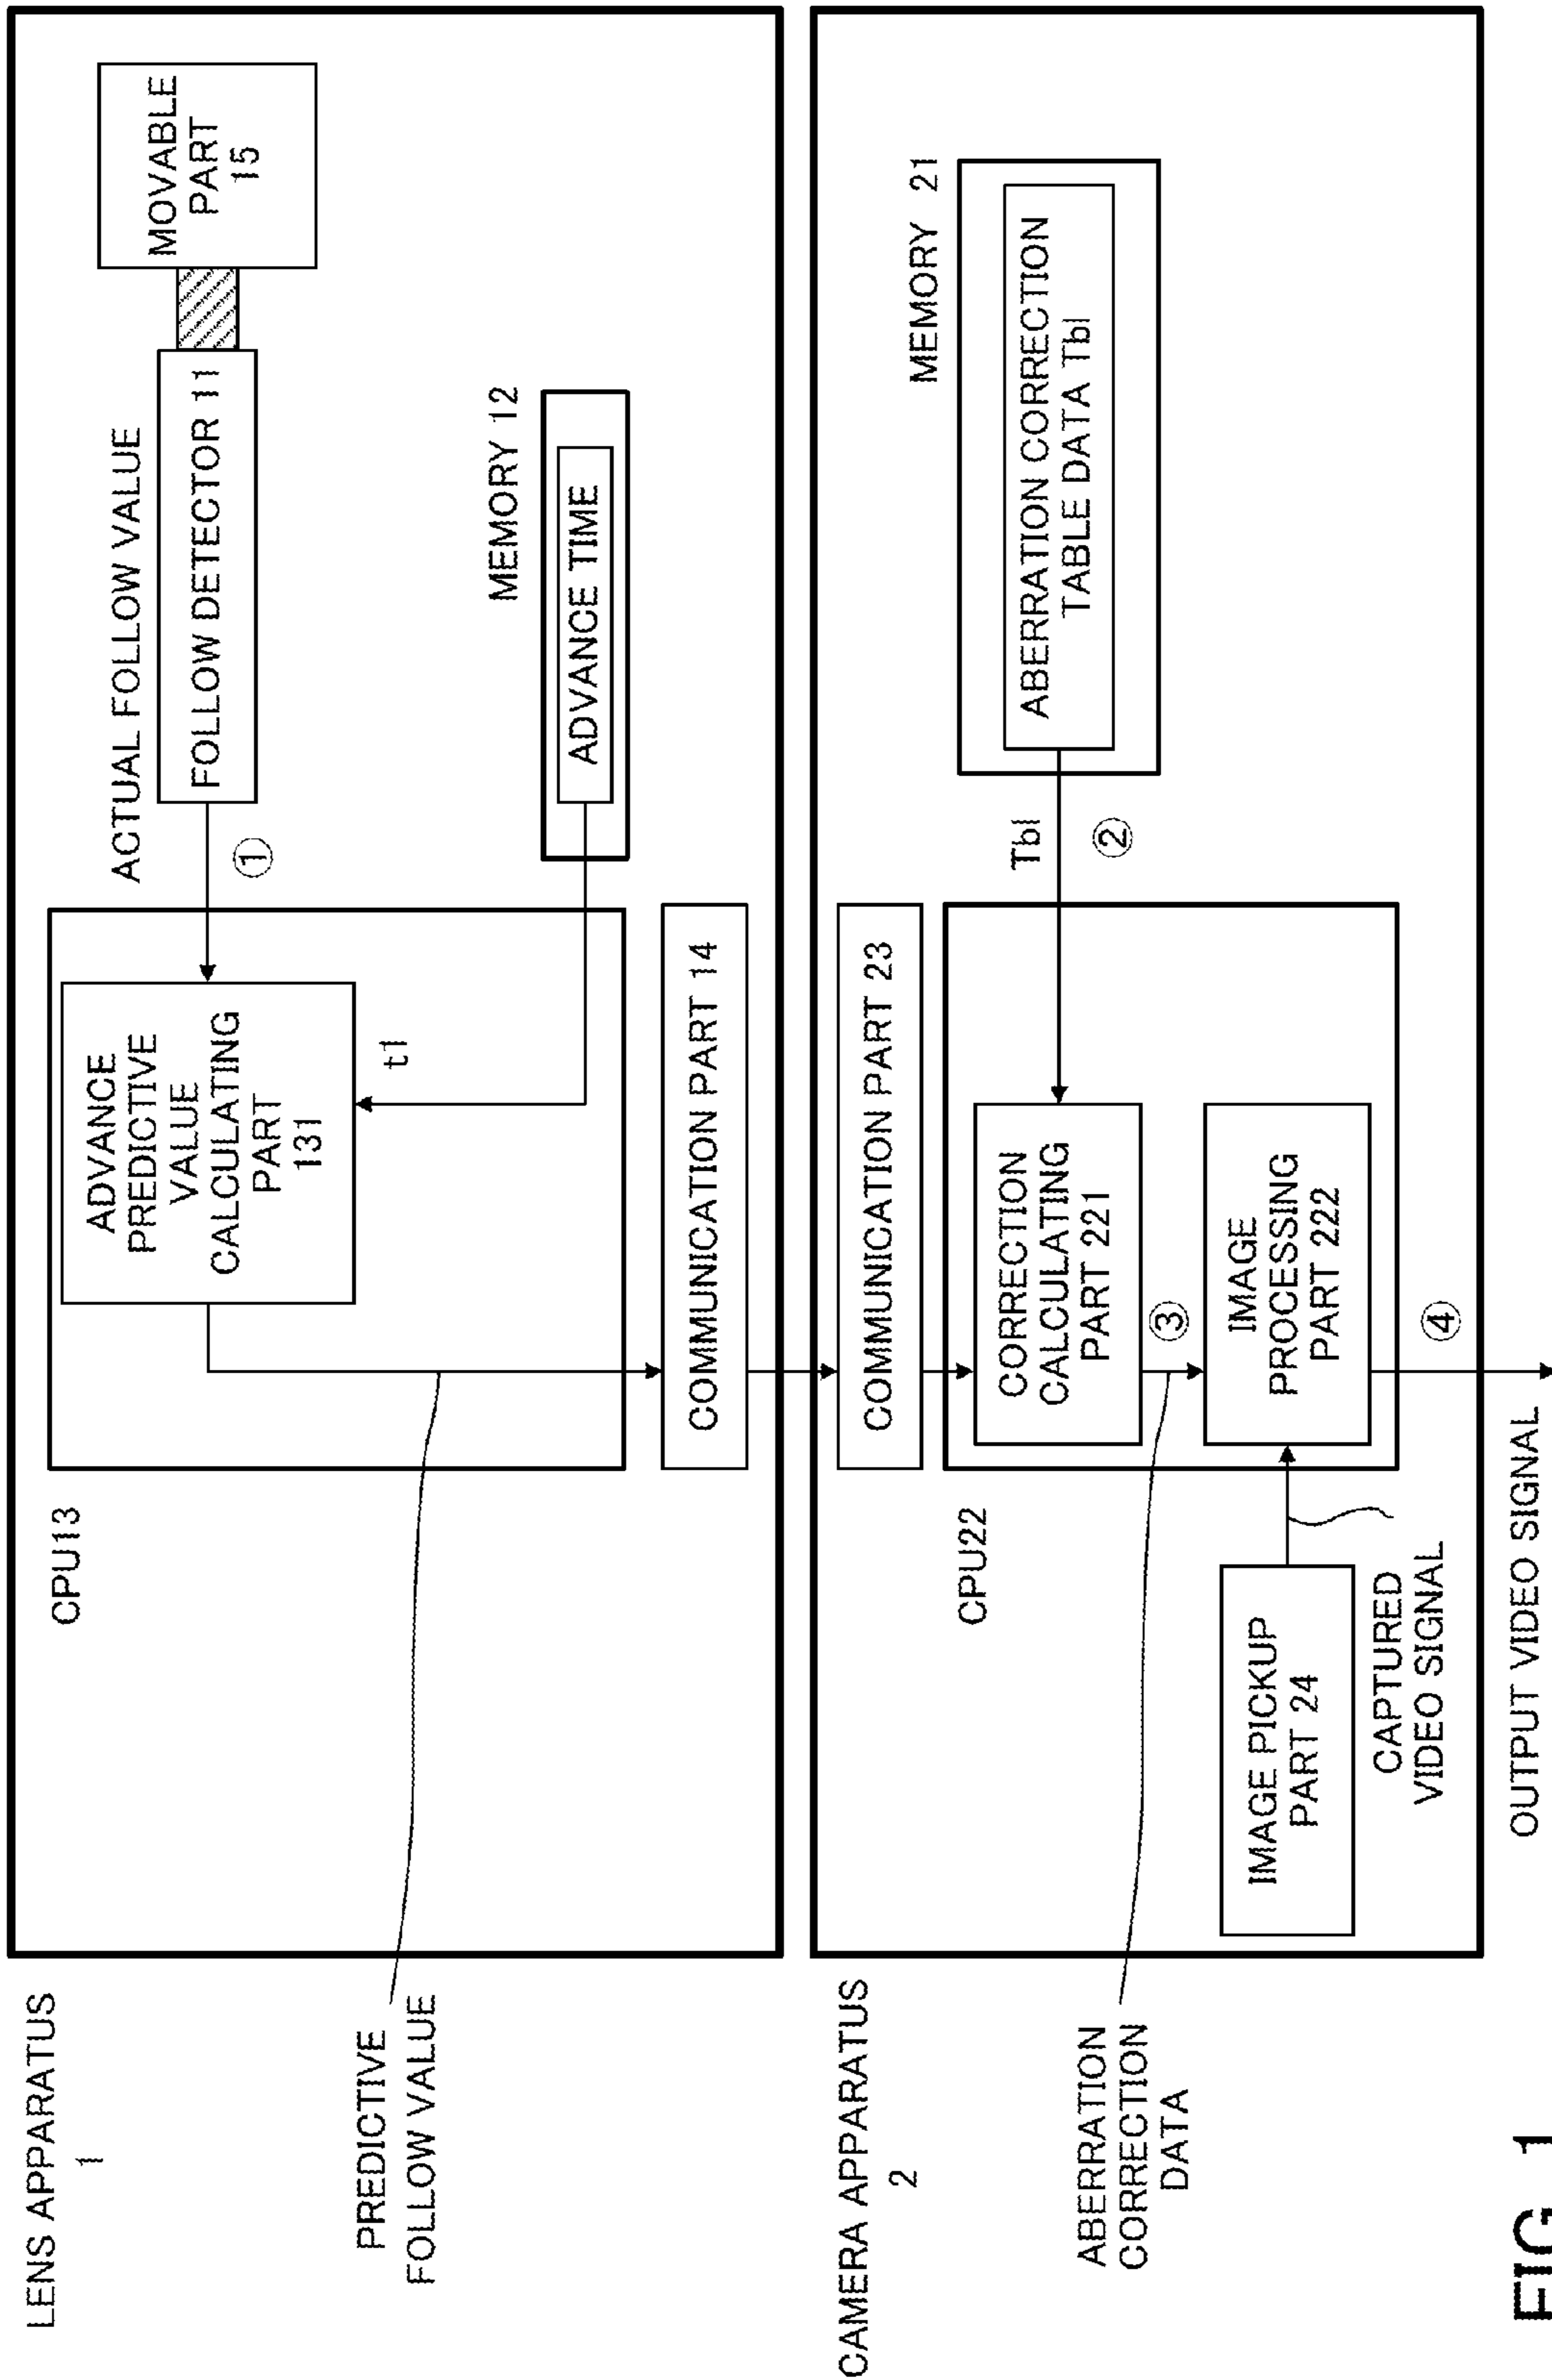 LENS APPARATUS
1
CPU13
ADVANCE
PREDICTIVE
VALUE
CALCULATING
PART
131
ACTUAL FOLLOW VALUE
FOLLOW DETECTOR 11
MOVABLE
PART
15
①
t1
MEMORY 12
ADVANCE TIME
PREDICTIVE
FOLLOW VALUE
COMMUNICATION PART 14
CAMERA APPARATUS
2
COMMUNICATION PART 23
MEMORY 21
ABERRATION CORRECTION
TABLE DATA Tbl
Tbl
②
CPU22
CORRECTION
CALCULATING
PART 221
③
ABERRATION
CORRECTION
DATA
IMAGE
PROCESSING
PART 222
IMAGE PICKUP
PART 24
CAPTURED
VIDEO SIGNAL
④
OUTPUT VIDEO SIGNAL
FIG. 1